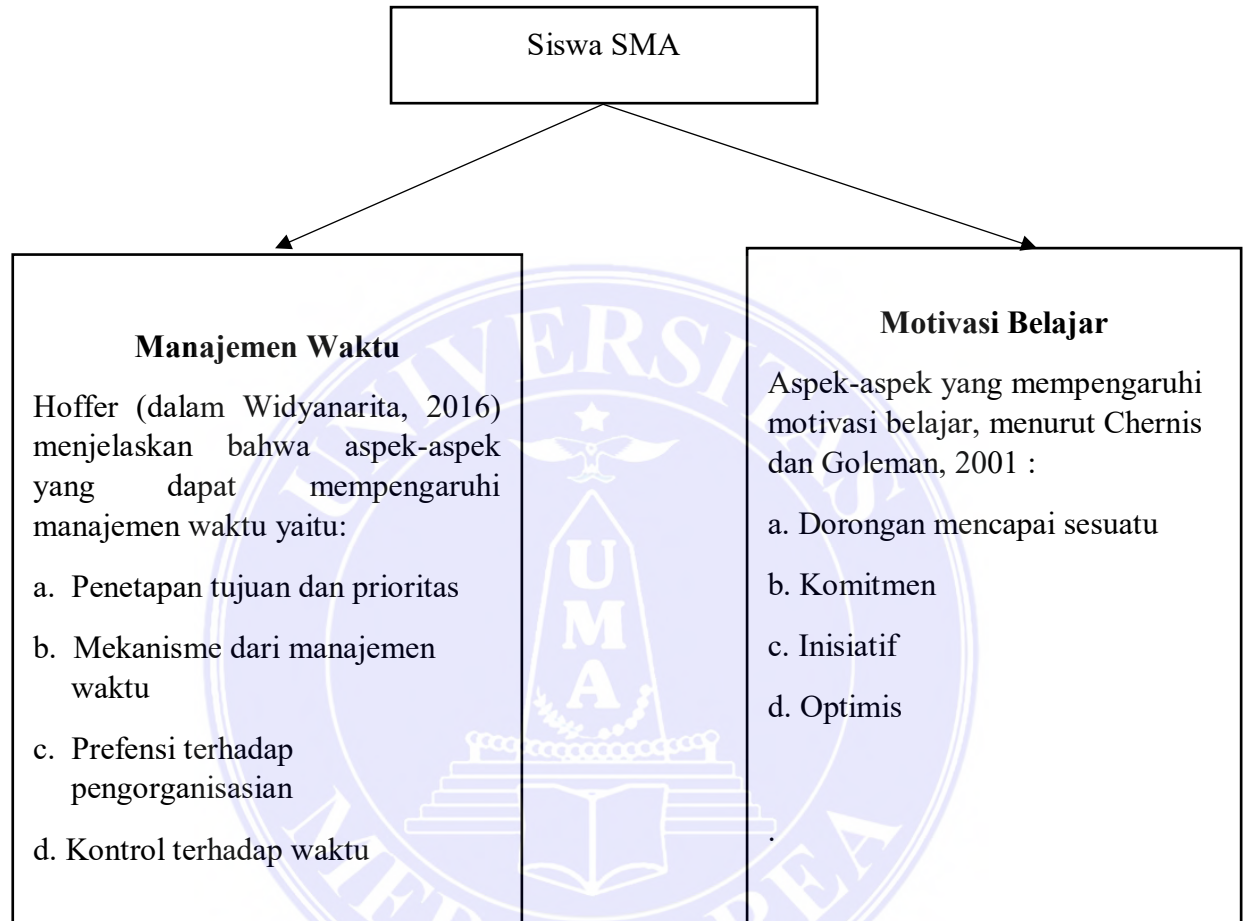 Siswa SMA
Manajemen Waktu
Hoffer (dalam Widyanarita, 2016)
menjelaskan bahwa aspek-aspek
yang dapat mempengaruhi
manajemen waktu yaitu:
a. Penetapan tujuan dan prioritas
b. Mekanisme dari manajemen
waktu
c. Prefensi terhadap
pengorganisasian
d. Kontrol terhadap waktu
Motivasi Belajar
Aspek-aspek yang mempengaruhi
motivasi belajar, menurut Chernis
dan Goleman, 2001 :
a. Dorongan mencapai sesuatu
b. Komitmen
c. Inisiatif
d. Optimis
.
UNIVERSITAS
UMA